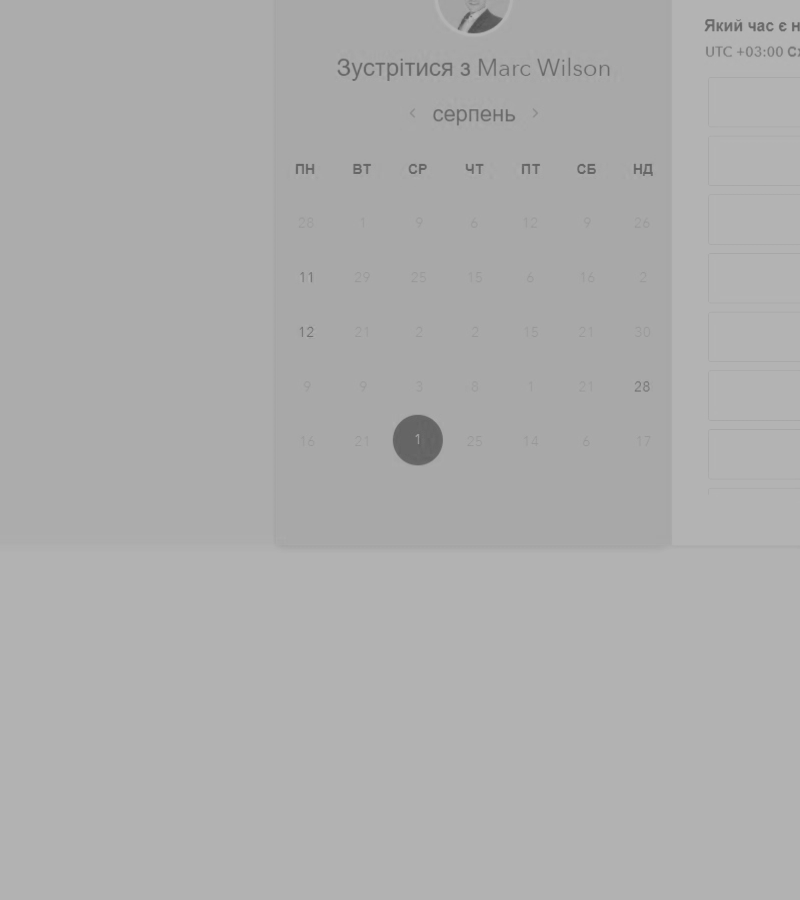 Зустрітися з Marc Wilson
серпень
ПН ВТ СР ЧТ ПТ СБ НД
28 1 9 6 12 9 26
11 29 25 15 6 16 2
12 21 2 2 15 21 30
9 9 3 8 1 21 28
16 21 1 25 14 6 17
Який час є н
UTC +03:00